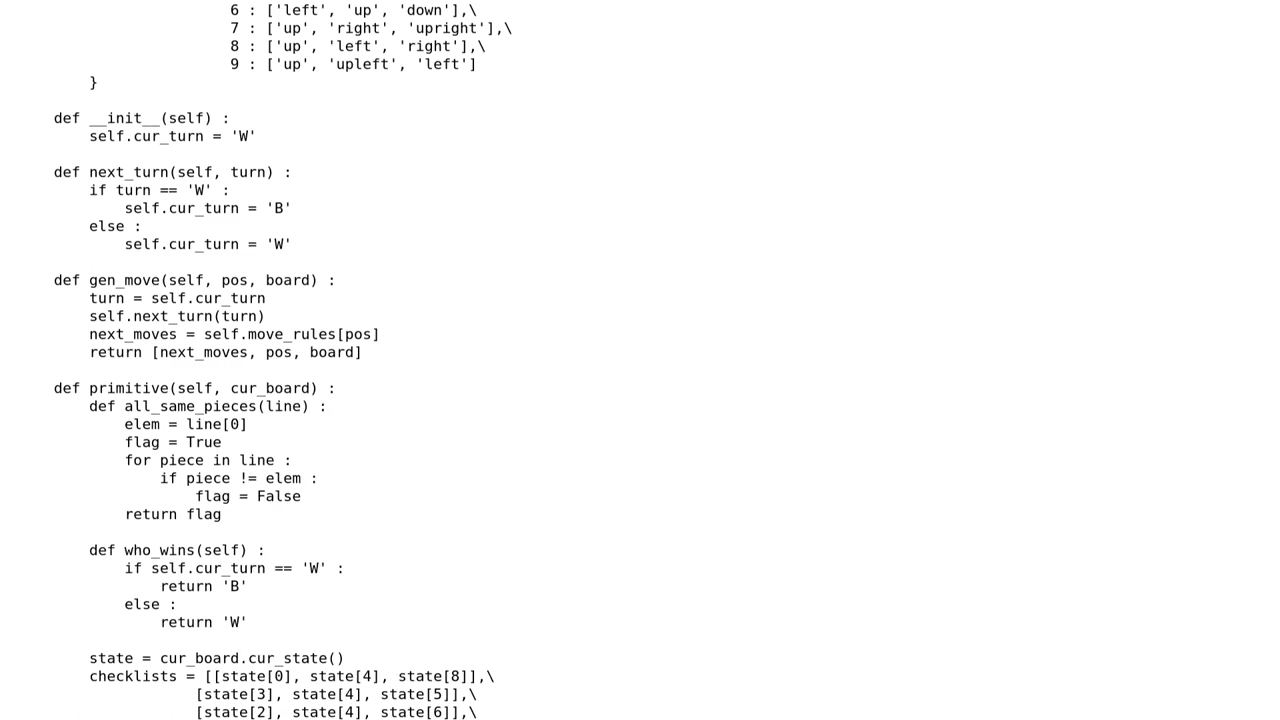 6 : ['left', 'up', 'down'],\
                          7 : ['up', 'right', 'upright'],\
                          8 : ['up', 'left', 'right'],\
                          9 : ['up', 'upleft', 'left']
          }

      def __init__(self) :
          self.cur_turn = 'W'

      def next_turn(self, turn) :
          if turn == 'W' :
              self.cur_turn = 'B'
          else :
              self.cur_turn = 'W'

      def gen_move(self, pos, board) :
          turn = self.cur_turn
          self.next_turn(turn)
          next_moves = self.move_rules[pos]
          return [next_moves, pos, board]

      def primitive(self, cur_board) :
          def all_same_pieces(line) :
              elem = line[0]
              flag = True
              for piece in line :
                  if piece != elem :
                      flag = False
              return flag

          def who_wins(self) :
              if self.cur_turn == 'W' :
                  return 'B'
              else :
                  return 'W'

          state = cur_board.cur_state()
          checklists = [[state[0], state[4], state[8]],\
                      [state[3], state[4], state[5]],\
                      [state[2], state[4], state[6]],\